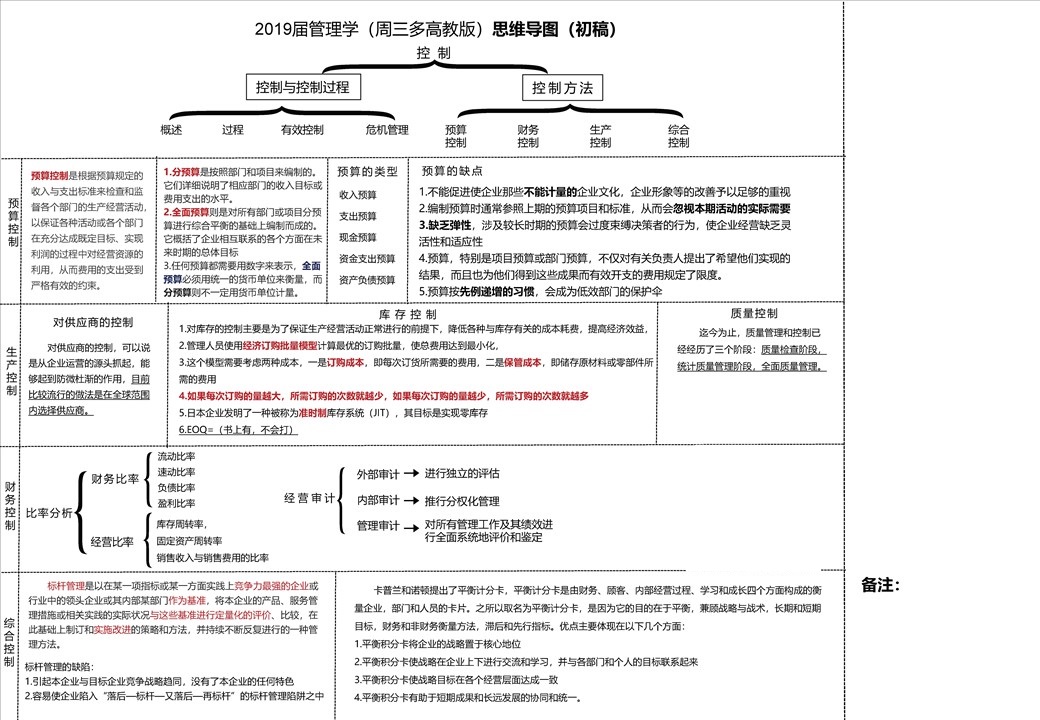 2019届管理学（周三多高教版）思维导图（初稿）
控 制
控制与控制过程
控制方法
概述
过程
有效控制
危机管理
预算
控制
财务
控制
生产
控制
综合
控制
预算控制
预算控制是根据预算规定的
收入与支出标准来检查和监
督各个部门的生产经营活动，
以保证各种活动或各个部门
在充分达成既定目标、实现
利润的过程中对经营资源的
利用，从而费用的支出受到
严格有效的约束。
1.分预算是按照部门和项目来编制的。
它们详细说明了相应部门的收入目标或
费用支出的水平。
2.全面预算则是对所有部门或项目分预
算进行综合平衡的基础上编制而成的。
它概括了企业相互联系的各个方面在未
来时期的总体目标
3.任何预算都需要用数字来表示，全面
预算必须用统一的货币单位来衡量，而
分预算则不一定用货币单位计量。
预算的类型
收入预算
支出预算
现金预算
资金支出预算
资产负债预算
预算的缺点
1.不能促进使企业那些不能计量的企业文化，企业形象等的改善予以足够的重视
2.编制预算时通常参照上期的预算项目和标准，从而会忽视本期活动的实际需要
3.缺乏弹性，涉及较长时期的预算会过度束缚决策者的行为，使企业经营缺乏灵
活性和适应性
4.预算，特别是项目预算或部门预算，不仅对有关负责人提出了希望他们实现的
结果，而且也为他们得到这些成果而有效开支的费用规定了限度。
5.预算按先例递增的习惯，会成为低效部门的保护伞
生产控制
对供应商的控制
对供应商的控制，可以说
是从企业运营的源头抓起，能
够起到防微杜渐的作用，目前
比较流行的做法是在全球范围
内选择供应商。
库存控制
1.对库存的控制主要是为了保证生产经营活动正常进行的前提下，降低各种与库存有关的成本耗费，提高经济效益，
2.管理人员使用经济订购批量模型计算最优的订购批量，使总费用达到最小化，
3.这个模型需要考虑两种成本，一是订购成本，即每次订货所需要的费用，二是保管成本，即储存原材料或零部件所
需的费用
4.如果每次订购的量越大，所需订购的次数就越少，如果每次订购的量越少，所需订购的次数就越多
5.日本企业发明了一种被称为准时制库存系统（JIT），其目标是实现零库存
6.EOQ=（书上有，不会打）
质量控制
迄今为止，质量管理和控制已
经经历了三个阶段：质量检查阶段，
统计质量管理阶段，全面质量管理。
财务控制
比率分析
财务比率
流动比率
速动比率
负债比率
盈利比率
经营比率
库存周转率，
固定资产周转率
销售收入与销售费用的比率
经营审计
外部审计
进行独立的评估
内部审计
推行分权化管理
管理审计
对所有管理工作及其绩效进
行全面系统地评价和鉴定
综合控制
标杆管理是以在某一项指标或某一方面实践上竞争力最强的企业或
行业中的领头企业或其内部某部门作为基准，将本企业的产品、服务管
理措施或相关实践的实际状况与这些基准进行定量化的评价、比较，在
此基础上制订和实施改进的策略和方法，并持续不断反复进行的一种管
理方法。
标杆管理的缺陷：
1.引起本企业与目标企业竞争战略趋同，没有了本企业的任何特色
2.容易使企业陷入“落后—标杆—又落后—再标杆”的标杆管理陷阱之中
卡普兰和诺顿提出了平衡计分卡，平衡计分卡是由财务、顾客、内部经营过程、学习和成长四个方面构成的衡
量企业，部门和人员的卡片。之所以取名为平衡计分卡，是因为它的目的在于平衡，兼顾战略与战术，长期和短期
目标，财务和非财务衡量方法，滞后和先行指标。优点主要体现在以下几个方面：
1.平衡积分卡将企业的战略置于核心地位
2.平衡积分卡使战略在企业上下进行交流和学习，并与各部门和个人的目标联系起来
3.平衡积分卡使战略目标在各个经营层面达成一致
4.平衡积分卡有助于短期成果和长远发展的协同和统一。
备注：